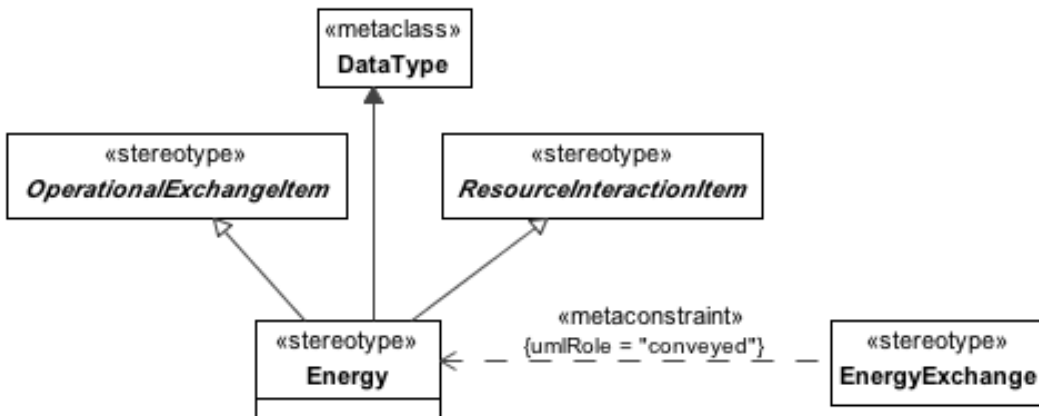 «metaclass»
DataType
«stereotype»
OperationalExchangeItem
«stereotype»
ResourceInteractionItem
«metaconstraint»
{umlRole = "conveyed"}
«stereotype»
Energy
«stereotype»
EnergyExchange